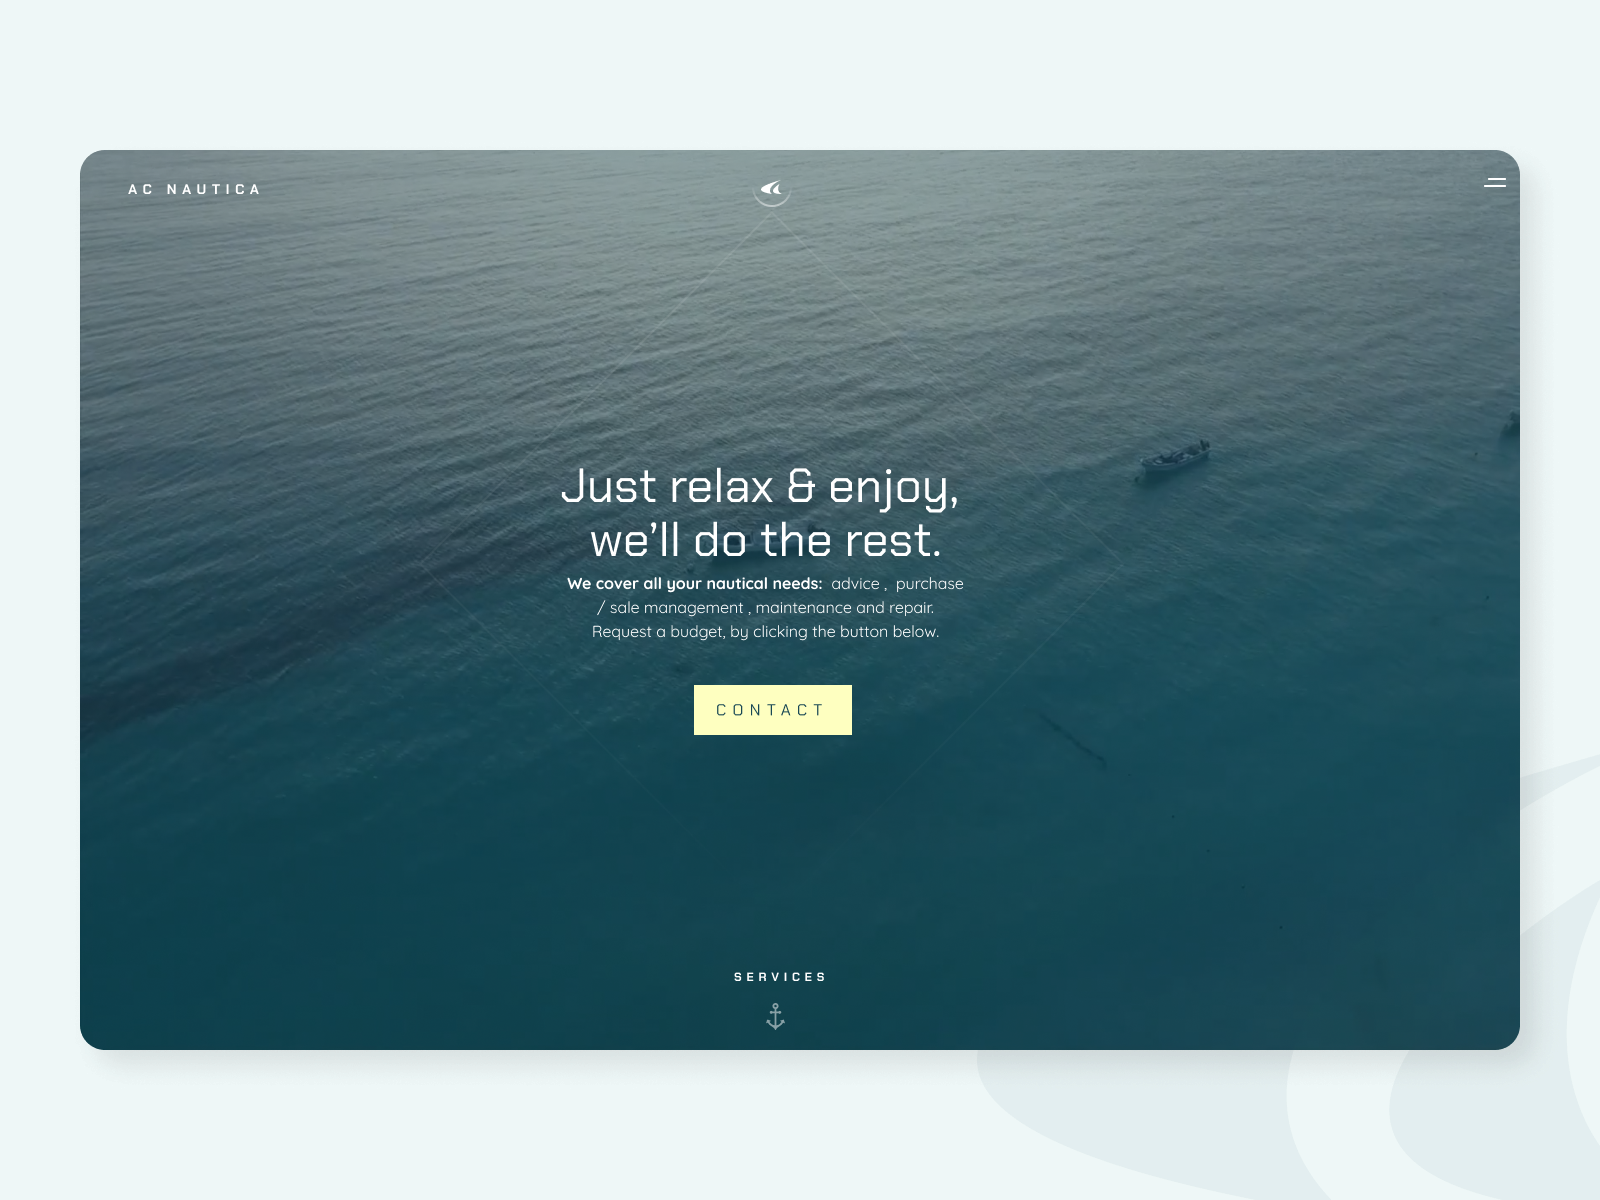 AC NAUTICA
Just relax & enjoy,
we'll do the rest.
We cover all your nautical needs: advice , purchase
/ sale management , maintenance and repair.
Request a budget, by clicking the button below.
CONTACT
SERVICES